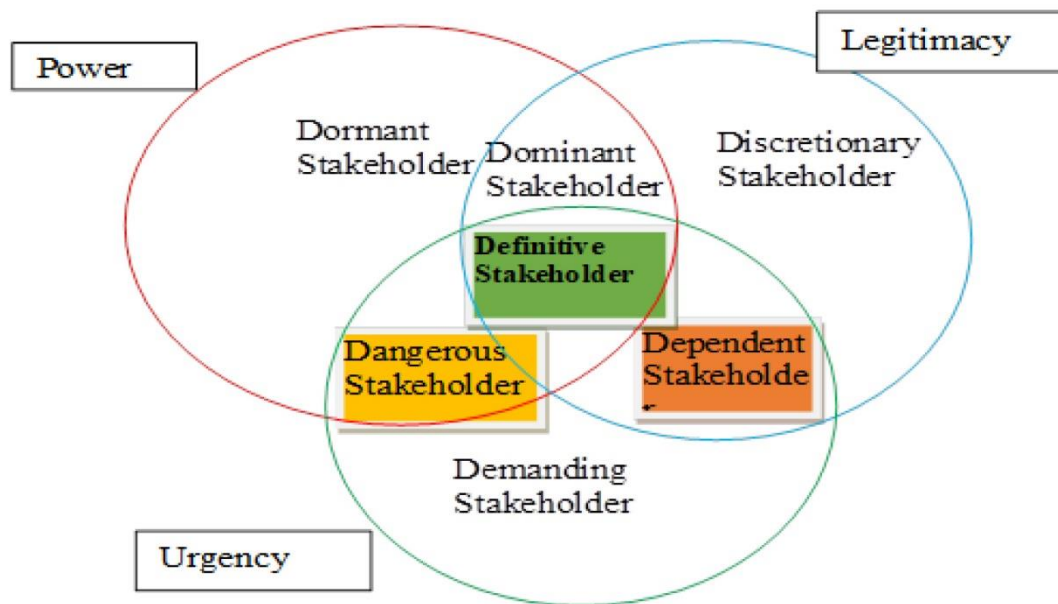 Power
Legitimacy
Dormant
Stakeholder
Dominant
Stakeholder
Discretionary
Stakeholder
Definitive
Stakeholder
Dangerous
Stakeholder
Dependent
Stakeholde
r
Demanding
Stakeholder
Urgency